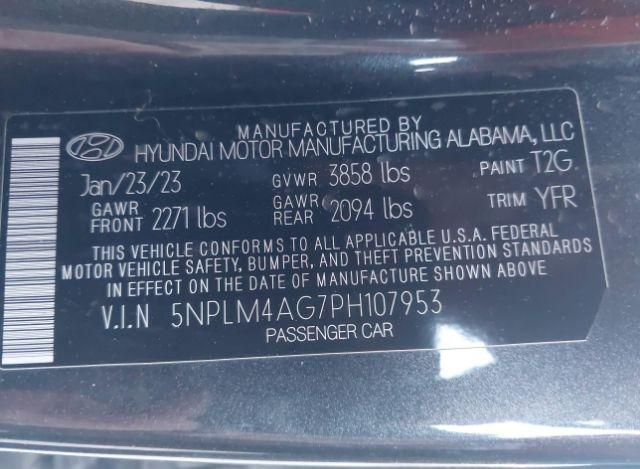 MANUFACTURED BY
HYUNDAI MOTOR MANUFACTURING ALABAMA, LLC
Jan/23/23 GVWR 3858 lbs PAINT T2G
GAWR FRONT 2271 lbs GAWR REAR 2094 lbs TRIM YFR
THIS VEHICLE CONFORMS TO ALL APPLICABLE U.S.A. FEDERAL
MOTOR VEHICLE SAFETY, BUMPER, AND THEFT PREVENTION STANDARDS
IN EFFECT ON THE DATE OF MANUFACTURE SHOWN ABOVE.
V.I.N 5NPLM4AG7PH107953
PASSENGER CAR